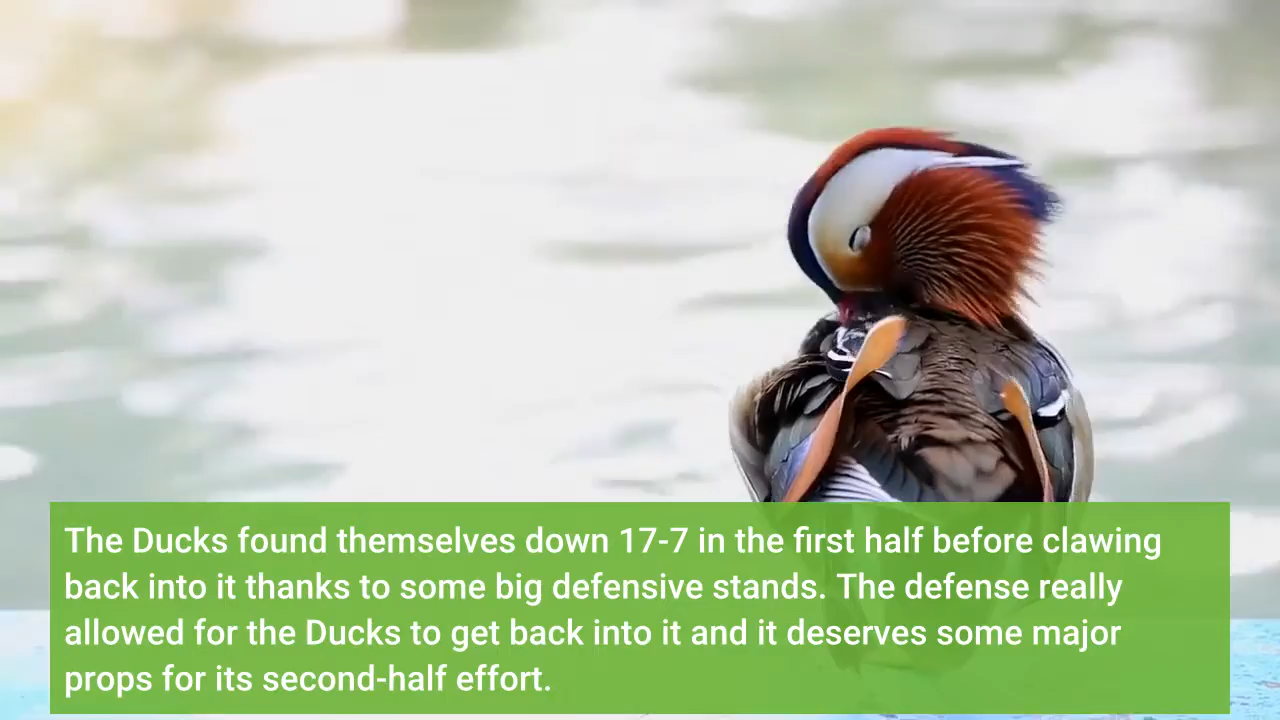 The Ducks found themselves down 17-7 in the first half before clawing
back into it thanks to some big defensive stands. The defense really
allowed for the Ducks to get back into it and it deserves some major
props for its second-half effort.